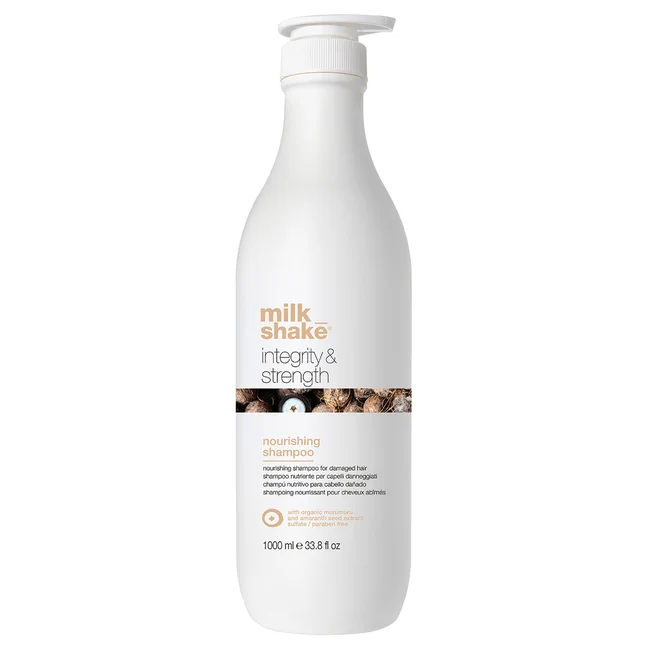 milk_
shake®
integrity &
strength
nourishing
shampoo
nourishing shampoo for damaged hair
shampoo nutriente per capelli danneggiati
champú nutritivo para cabello dañado
shampoing nourrissant pour cheveux abîmés
with organic murumuru
and amaranth seed extract
sulfate / paraben free
1000 ml e 33.8 fl oz